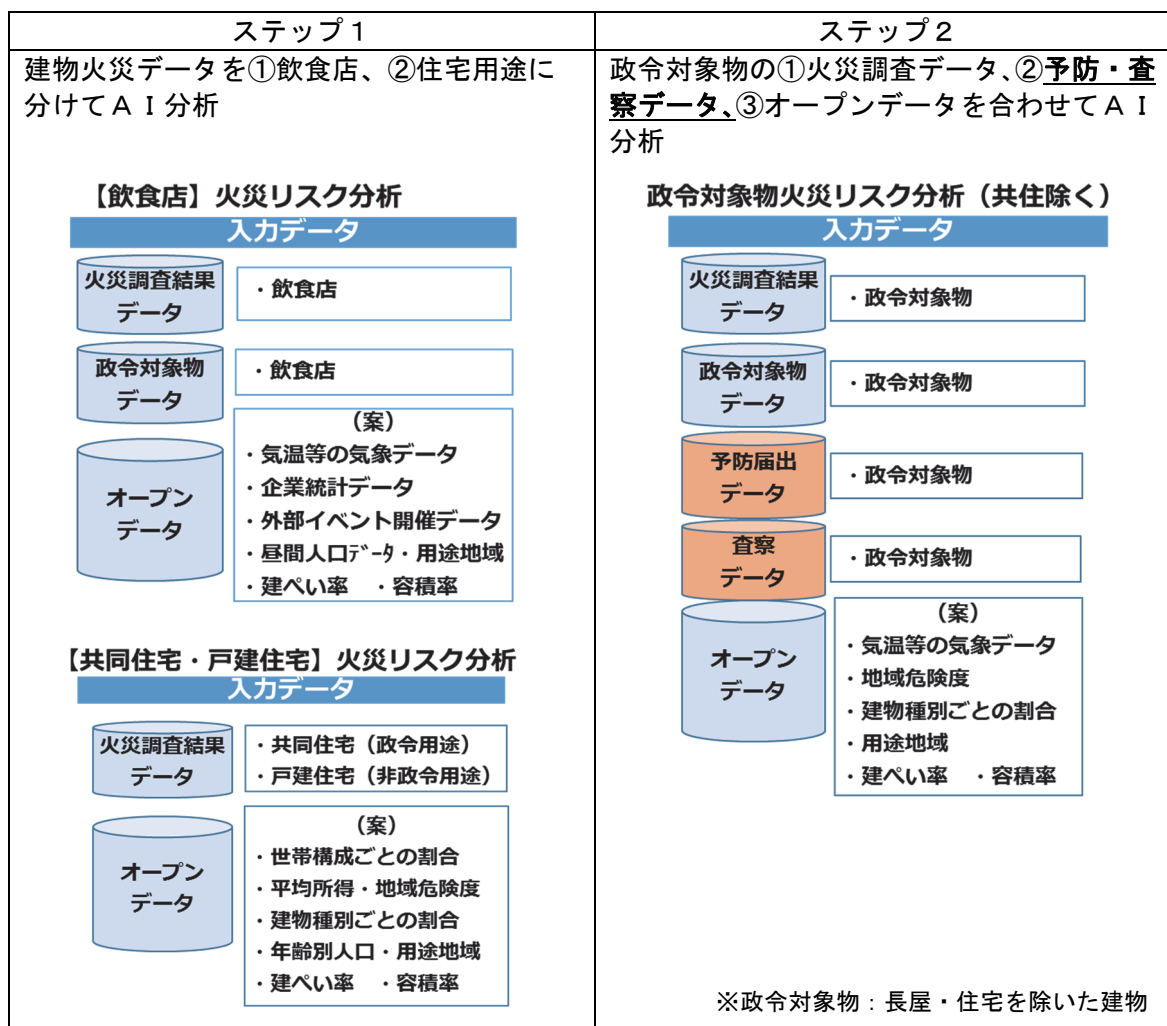 ステップ1
建物火災データを①飲食店、②住宅用途に
分けてＡＩ分析
【飲食店】火災リスク分析
入力データ
火災調査結果
データ
・飲食店
政令対象物
データ
・飲食店
オープン
データ
（案）
・気温等の気象データ
・企業統計データ
・外部イベント開催データ
・昼間人口ﾃﾞｰﾀ・用途地域
・建ぺい率　・容積率
【共同住宅・戸建住宅】火災リスク分析
入力データ
火災調査結果
データ
・共同住宅（政令用途）
・戸建住宅（非政令用途）
オープン
データ
（案）
・世帯構成ごとの割合
・平均所得・地域危険度
・建物種別ごとの割合
・年齢別人口・用途地域
・建ぺい率　・容積率
ステップ２
政令対象物の①火災調査データ、②予防・査
察データ、③オープンデータを合わせてＡＩ
分析
政令対象物火災リスク分析（共住除く）
入力データ
火災調査結果
データ
・政令対象物
政令対象物
データ
・政令対象物
予防届出
データ
・政令対象物
査察
データ
・政令対象物
オープン
データ
（案）
・気温等の気象データ
・地域危険度
・建物種別ごとの割合
・用途地域
・建ぺい率　・容積率
※政令対象物：長屋・住宅を除いた建物